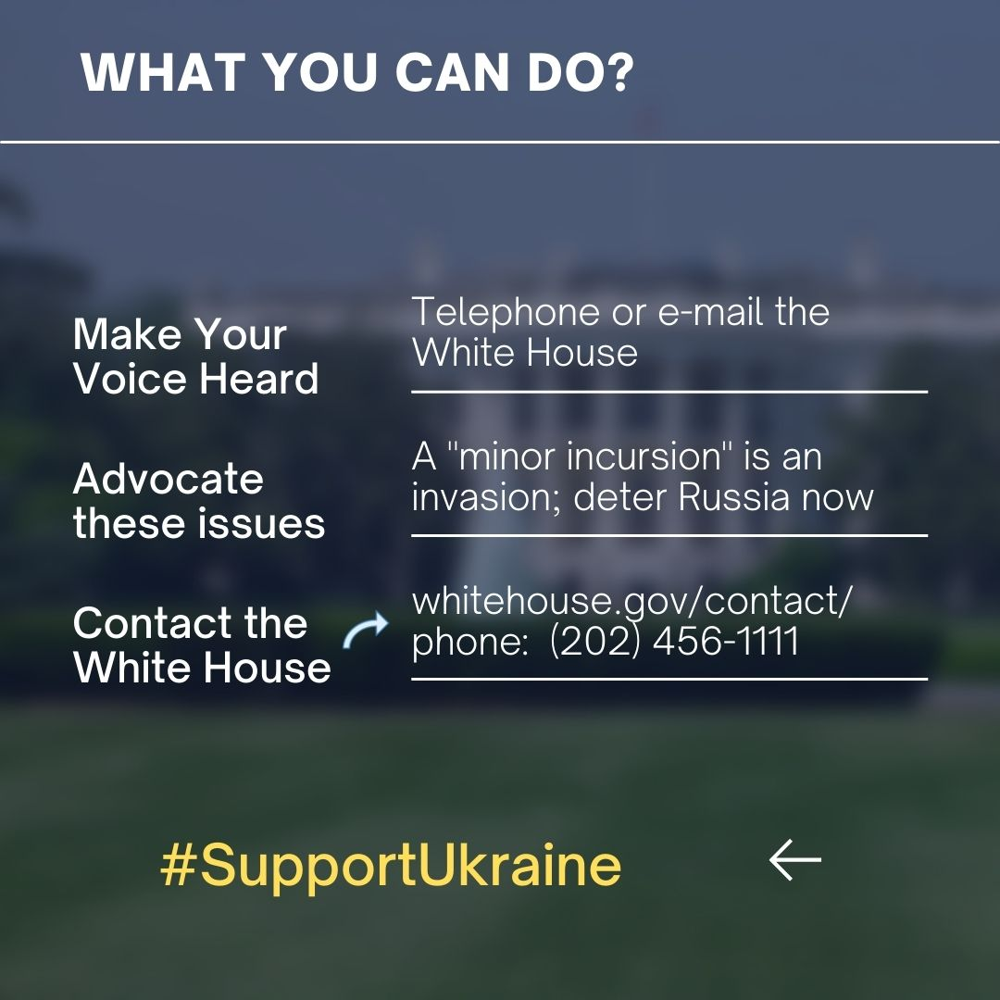 WHAT YOU CAN DO?
Make Your
Voice Heard
Telephone or e-mail the
White House
Advocate
these issues
A "minor incursion" is an
invasion; deter Russia now
Contact the
White House
whitehouse.gov/contact/
phone:  (202) 456-1111
#SupportUkraine